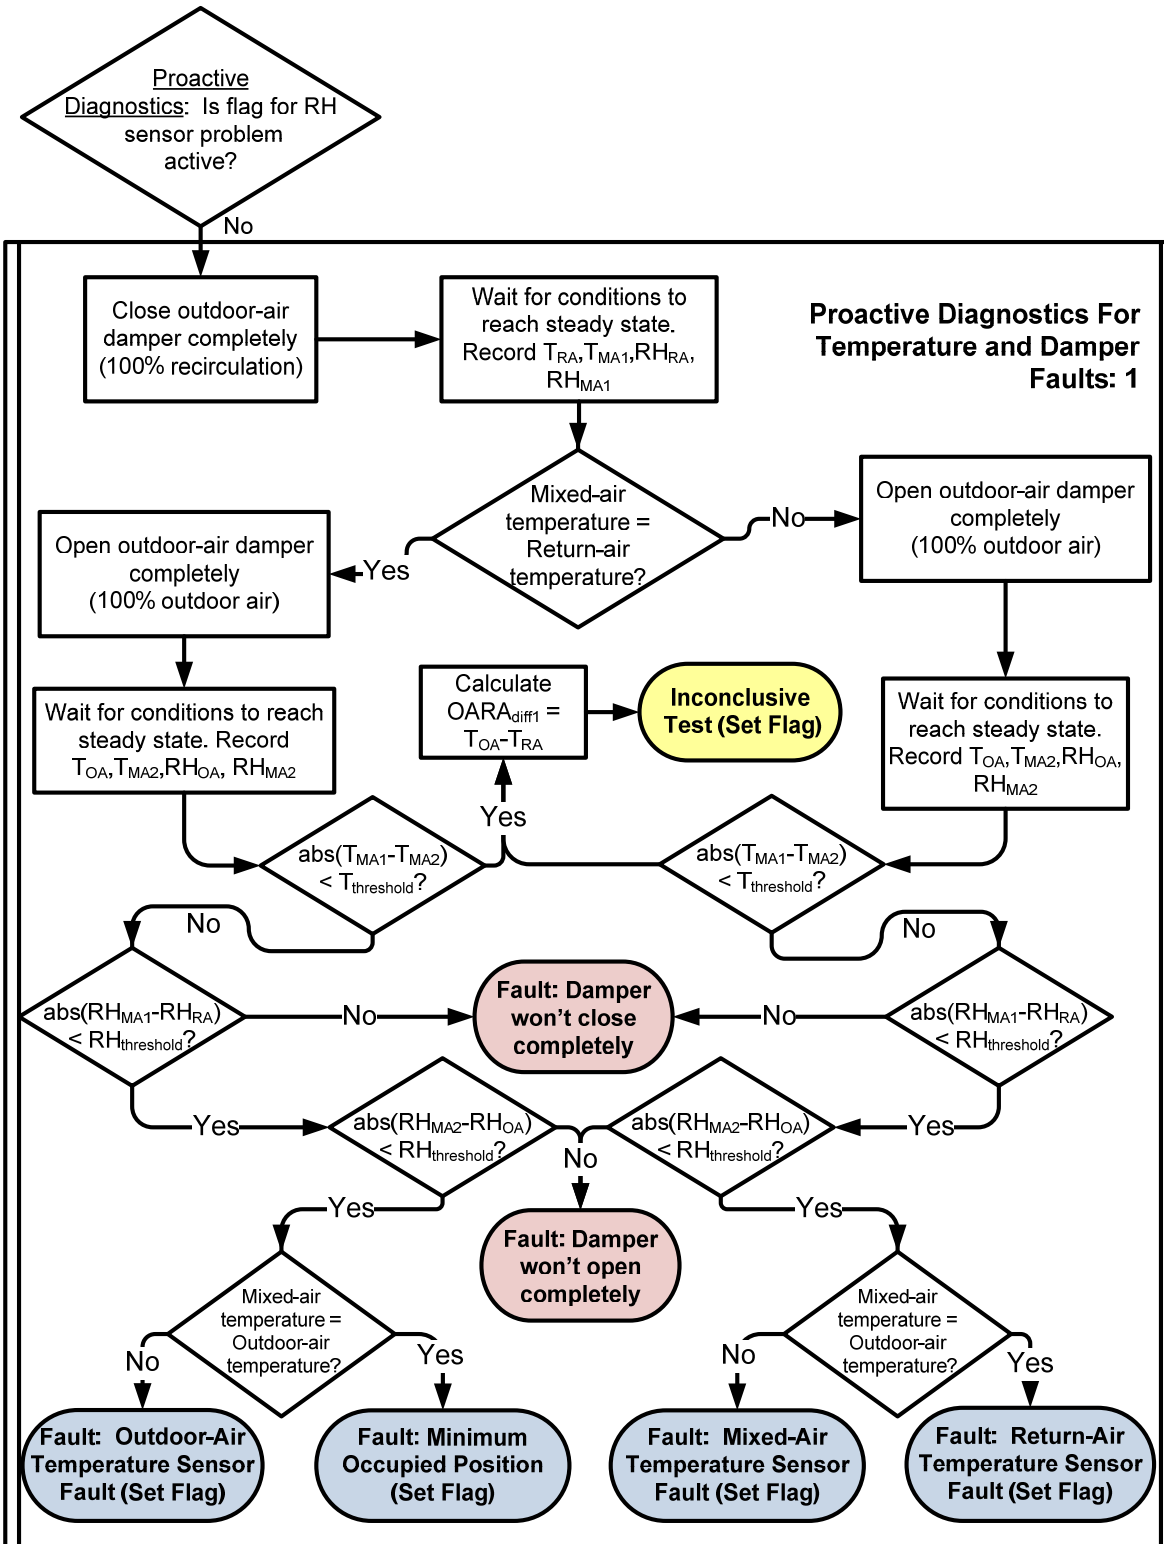 Proactive
Diagnostics:  Is flag for RH
sensor problem
active?
No
Close outdoor-air
damper completely
(100% recirculation)
Wait for conditions to
reach steady state.
Record TRA,TMA1,RHRA,
RHMA1
Proactive Diagnostics For
Temperature and Damper
Faults: 1
Mixed-air
temperature =
Return-air
temperature?
Yes
No
Open outdoor-air damper
completely
(100% outdoor air)
Open outdoor-air damper
completely
(100% outdoor air)
Wait for conditions to reach
steady state. Record
TOA,TMA2,RHOA, RHMA2
Calculate
OARAdiff1 =
TOA-TRA
Inconclusive
Test (Set Flag)
Wait for conditions to
reach steady state.
Record TOA,TMA2,RHOA,
RHMA2
abs(TMA1-TMA2)
< Tthreshold?
Yes
abs(TMA1-TMA2)
< Tthreshold?
No
No
abs(RHMA1-RHRA)
< RHthreshold?
No
Fault: Damper
won't close
completely
No
abs(RHMA1-RHRA)
< RHthreshold?
Yes
abs(RHMA2-RHOA)
< RHthreshold?
No
abs(RHMA2-RHOA)
< RHthreshold?
Yes
Yes
Fault: Damper
won't open
completely
Yes
Mixed-air
temperature =
Outdoor-air
temperature?
No
Yes
Mixed-air
temperature =
Outdoor-air
temperature?
No
Yes
Fault:  Outdoor-Air
Temperature Sensor
Fault (Set Flag)
Fault: Minimum
Occupied Position
(Set Flag)
Fault:  Mixed-Air
Temperature Sensor
Fault (Set Flag)
Fault:  Return-Air
Temperature Sensor
Fault (Set Flag)